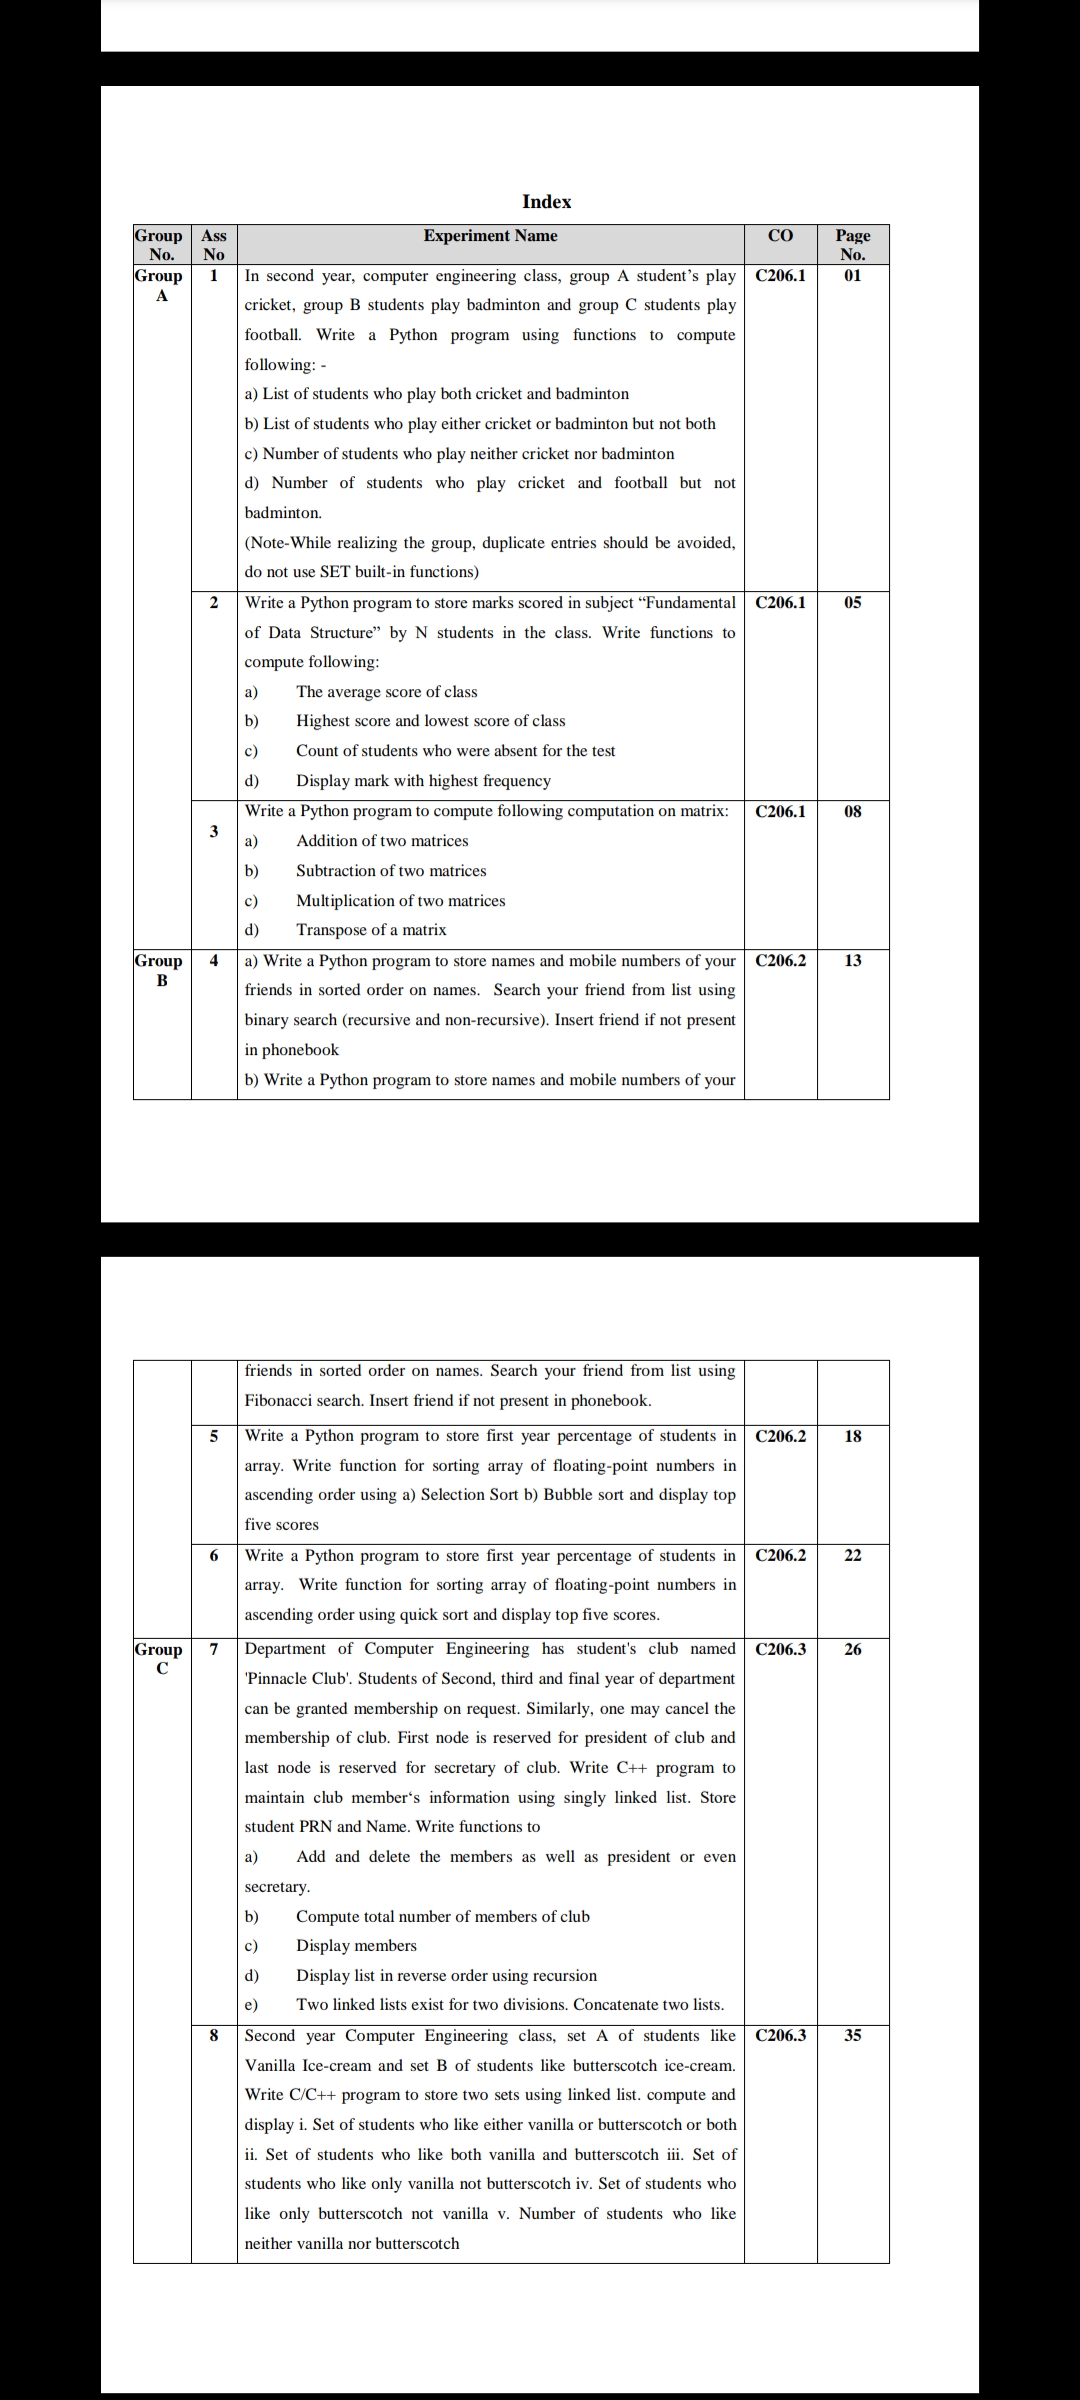 Index
Group No. Ass No Experiment Name CO Page No.
Group A 1 In second year, computer engineering class, group A student’s play C206.1 01
cricket, group B students play badminton and group C students play
football. Write a Python program using functions to compute
following: -
a) List of students who play both cricket and badminton
b) List of students who play either cricket or badminton but not both
c) Number of students who play neither cricket nor badminton
d) Number of students who play cricket and football but not
badminton.
(Note-While realizing the group, duplicate entries should be avoided,
do not use SET built-in functions)
2 Write a Python program to store marks scored in subject “Fundamental C206.1 05
of Data Structure” by N students in the class. Write functions to
compute following:
a) The average score of class
b) Highest score and lowest score of class
c) Count of students who were absent for the test
d) Display mark with highest frequency
3 Write a Python program to compute following computation on matrix: C206.1 08
a) Addition of two matrices
b) Subtraction of two matrices
c) Multiplication of two matrices
d) Transpose of a matrix
Group B 4 a) Write a Python program to store names and mobile numbers of your C206.2 13
friends in sorted order on names. Search your friend from list using
binary search (recursive and non-recursive). Insert friend if not present
in phonebook
b) Write a Python program to store names and mobile numbers of your
friends in sorted order on names. Search your friend from list using
Fibonacci search. Insert friend if not present in phonebook.
5 Write a Python program to store first year percentage of students in C206.2 18
array. Write function for sorting array of floating-point numbers in
ascending order using a) Selection Sort b) Bubble sort and display top
five scores
6 Write a Python program to store first year percentage of students in C206.2 22
array. Write function for sorting array of floating-point numbers in
ascending order using quick sort and display top five scores.
Group C 7 Department of Computer Engineering has student's club named C206.3 26
'Pinnacle Club'. Students of Second, third and final year of department
can be granted membership on request. Similarly, one may cancel the
membership of club. First node is reserved for president of club and
last node is reserved for secretary of club. Write C++ program to
maintain club member‘s information using singly linked list. Store
student PRN and Name. Write functions to
a) Add and delete the members as well as president or even
secretary.
b) Compute total number of members of club
c) Display members
d) Display list in reverse order using recursion
e) Two linked lists exist for two divisions. Concatenate two lists.
8 Second year Computer Engineering class, set A of students like C206.3 35
Vanilla Ice-cream and set B of students like butterscotch ice-cream.
Write C/C++ program to store two sets using linked list. compute and
display i. Set of students who like either vanilla or butterscotch or both
ii. Set of students who like both vanilla and butterscotch iii. Set of
students who like only vanilla not butterscotch iv. Set of students who
like only butterscotch not vanilla v. Number of students who like
neither vanilla nor butterscotch